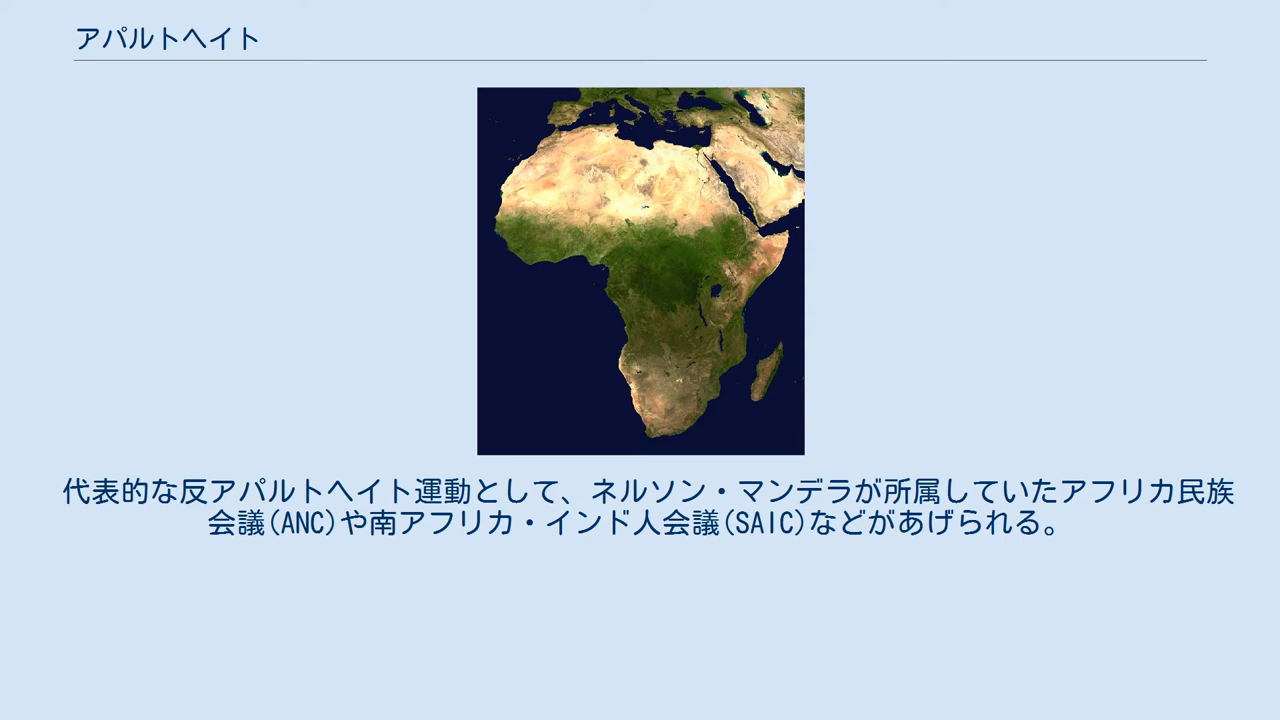 アパルトヘイト
代表的な反アパルトヘイト運動として、ネルソン・マンデラが所属していたアフリカ民族
会議(ANC)や南アフリカ・インド人会議(SAIC)などがあげられる。